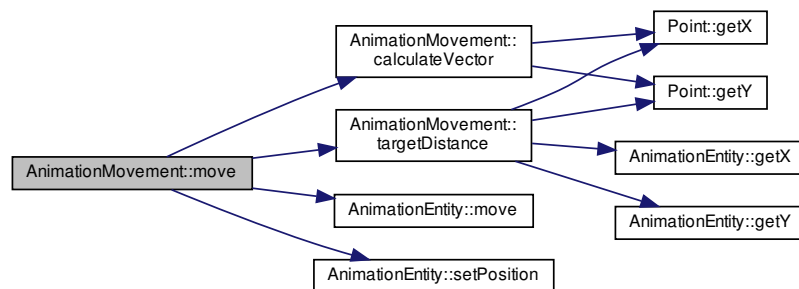 AnimationMovement::move
AnimationMovement::
calculateVector
AnimationMovement::
targetDistance
AnimationEntity::move
AnimationEntity::setPosition
Point::getX
Point::getY
AnimationEntity::getX
AnimationEntity::getY